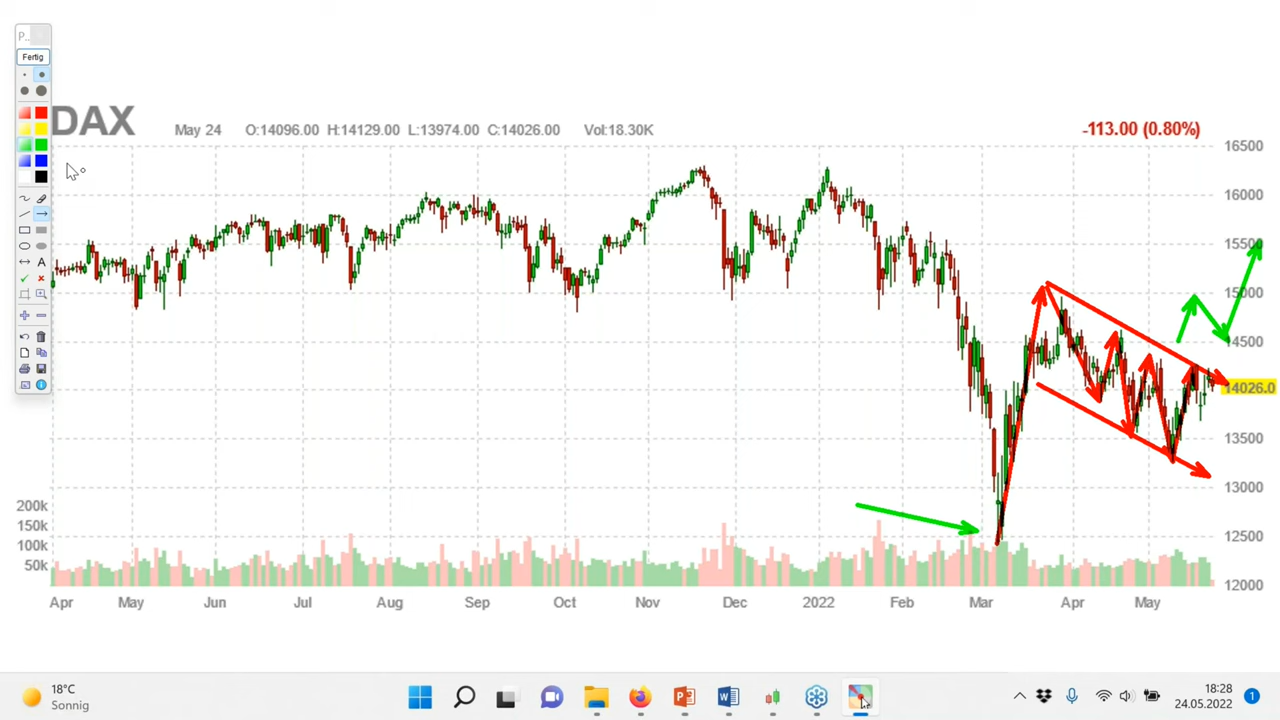 P..
Fertig
DAX
May 24 O:14096.00 H:14129.00 L:13974.00 C:14026.00 Vol:18.30K
-113.00 (0.80%)
16500
16000
15500
15000
14500
14026.0
13500
13000
12500
12000
200k
150k
100k
50k
A
Apr May Jun Jul Aug Sep Oct Nov Dec 2022 Feb Mar Apr May
18°C
Sonnig
18:28
24.05.2022
1